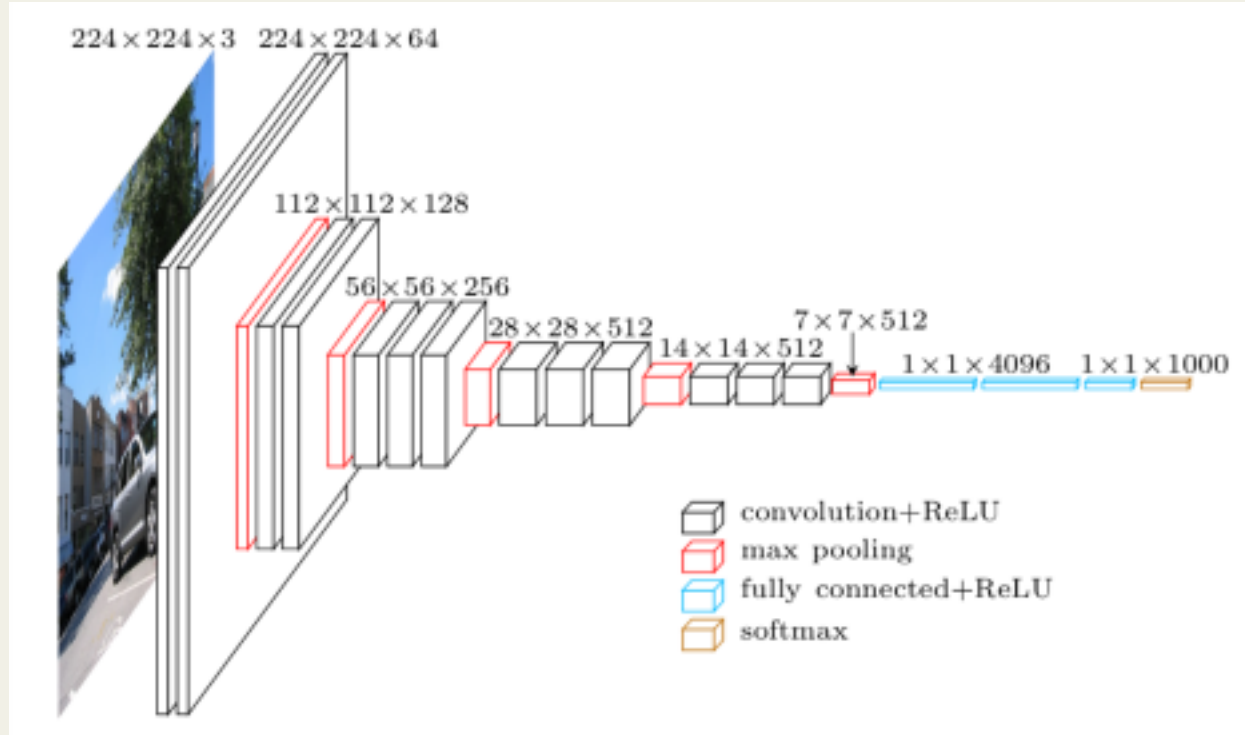 224×224×3
224×224×64
112×112×128
56×56×256
28×28×512
14×14×512
7×7×512
1×1×4096
1×1×1000
convolution+ReLU
max pooling
fully connected+ReLU
softmax